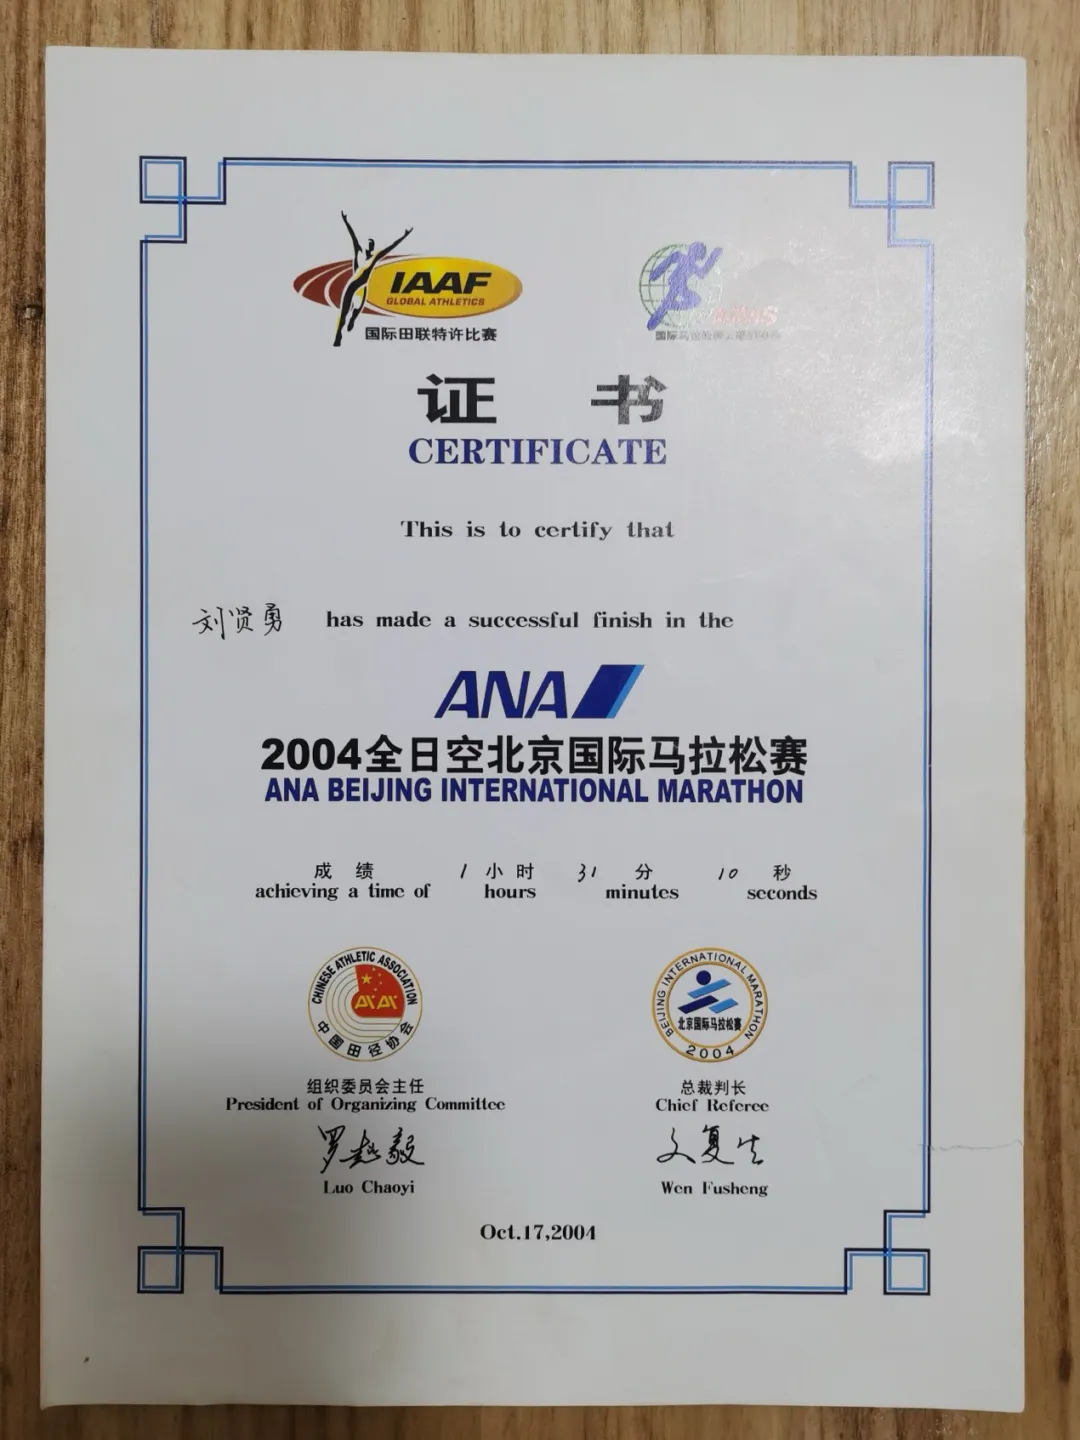 IAAF
GLOBAL ATHLETICS
国际田联特许比赛
AIMS
证 书
CERTIFICATE
This is to certify that
刘贤勇 has made a successful finish in the
ANA
2004全日空北京国际马拉松赛
ANA BEIJING INTERNATIONAL MARATHON
成 绩 1 小 时 31 分 10 秒
achieving a time of hours minutes seconds
CHINESE ATHLETIC ASSOCIATION
中国田径协会
BEIJING INTERNATIONAL MARATHON
北京国际马拉松赛
2004
组织委员会主任 总裁判长
President of Organizing Committee Chief Referee
罗超毅 文复生
Luo Chaoyi Wen Fusheng
Oct.17,2004